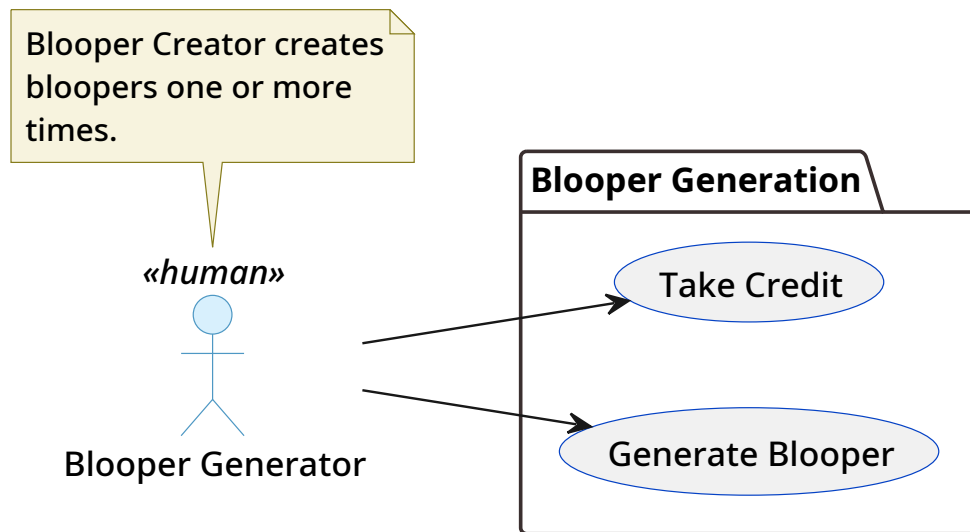 Blooper Creator creates
bloopers one or more
times.
Blooper Generation
«human»
Take Credit
Generate Blooper
Blooper Generator